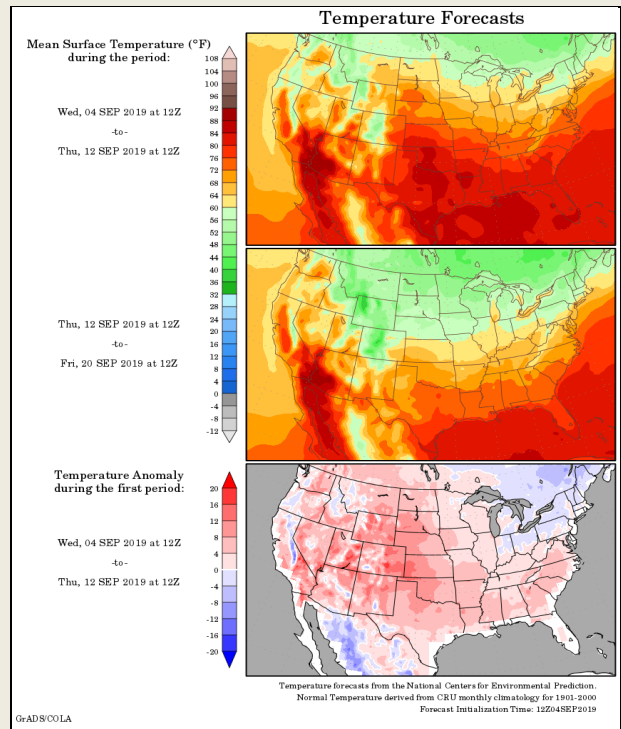 Temperature Forecasts
Mean Surface Temperature (°F)
during the period:
Wed, 04 SEP 2019 at 12Z
-to-
Thu, 12 SEP 2019 at 12Z
108
104
100
96
92
88
84
80
76
72
68
64
60
56
52
48
44
40
36
32
28
24
20
16
12
8
4
0
-4
-8
-12
Thu, 12 SEP 2019 at 12Z
-to-
Fri, 20 SEP 2019 at 12Z
Temperature Anomaly
during the first period:
Wed, 04 SEP 2019 at 12Z
-to-
Thu, 12 SEP 2019 at 12Z
20
16
12
8
4
0
-4
-8
-12
-16
-20
Temperature forecasts from the National Centers for Environmental Prediction.
Normal Temperature derived from CRU monthly climatology for 1901-2000
Forecast Initialization Time: 12Z04SEP2019
GrADS/COLA